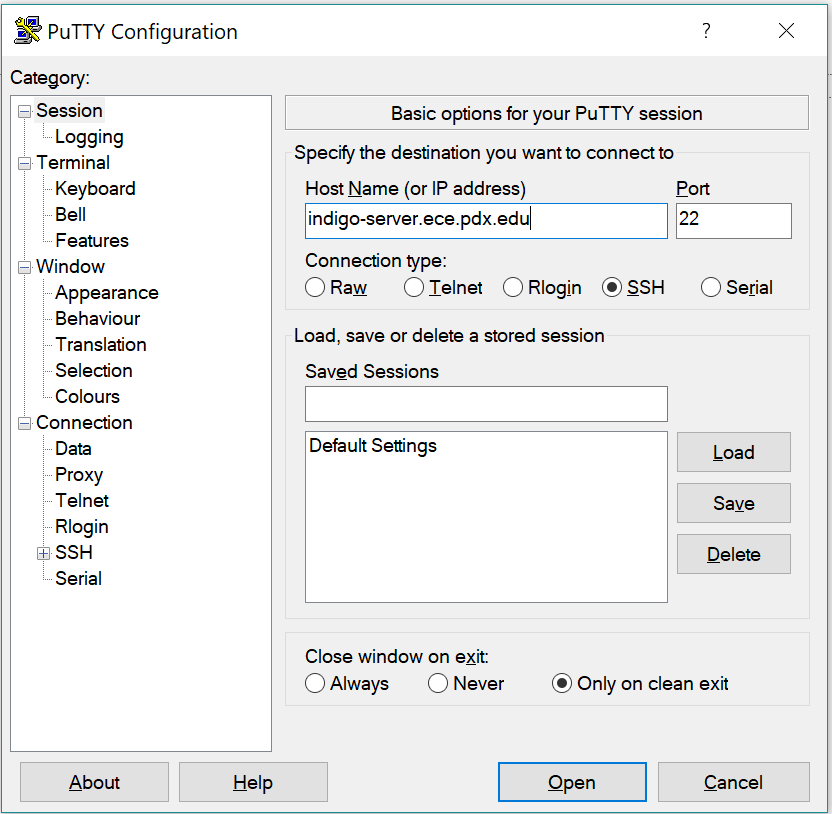 PuTTY Configuration
?
Category:
Session
Logging
Terminal
Keyboard
Bell
Features
Window
Appearance
Behaviour
Translation
Selection
Colours
Connection
Data
Proxy
Telnet
Rlogin
SSH
Serial
Basic options for your PuTTY session
Specify the destination you want to connect to
Host Name (or IP address) Port
indigo-server.ece.pdx.edu 22
Connection type:
Raw Telnet Rlogin SSH Serial
Load, save or delete a stored session
Saved Sessions
Default Settings
Load
Save
Delete
Close window on exit:
Always Never Only on clean exit
About Help Open Cancel